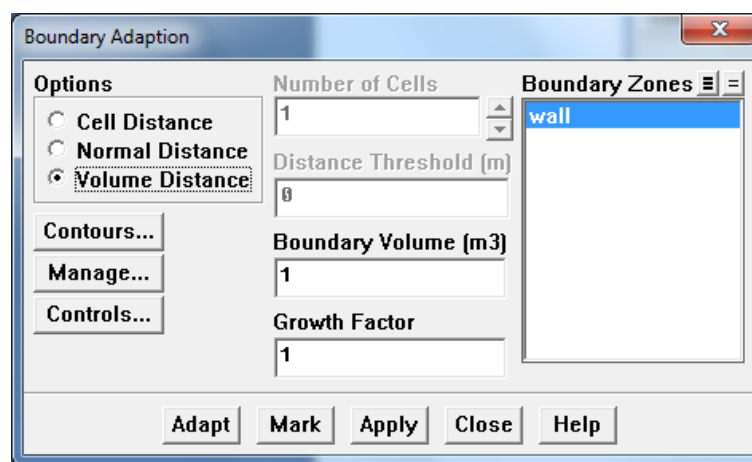 Boundary Adaption
Options
Cell Distance
Normal Distance
Volume Distance
Contours...
Manage...
Controls...
Number of Cells
1
Distance Threshold (m)
0
Boundary Volume (m3)
1
Growth Factor
1
Boundary Zones
wall
Adapt Mark Apply Close Help